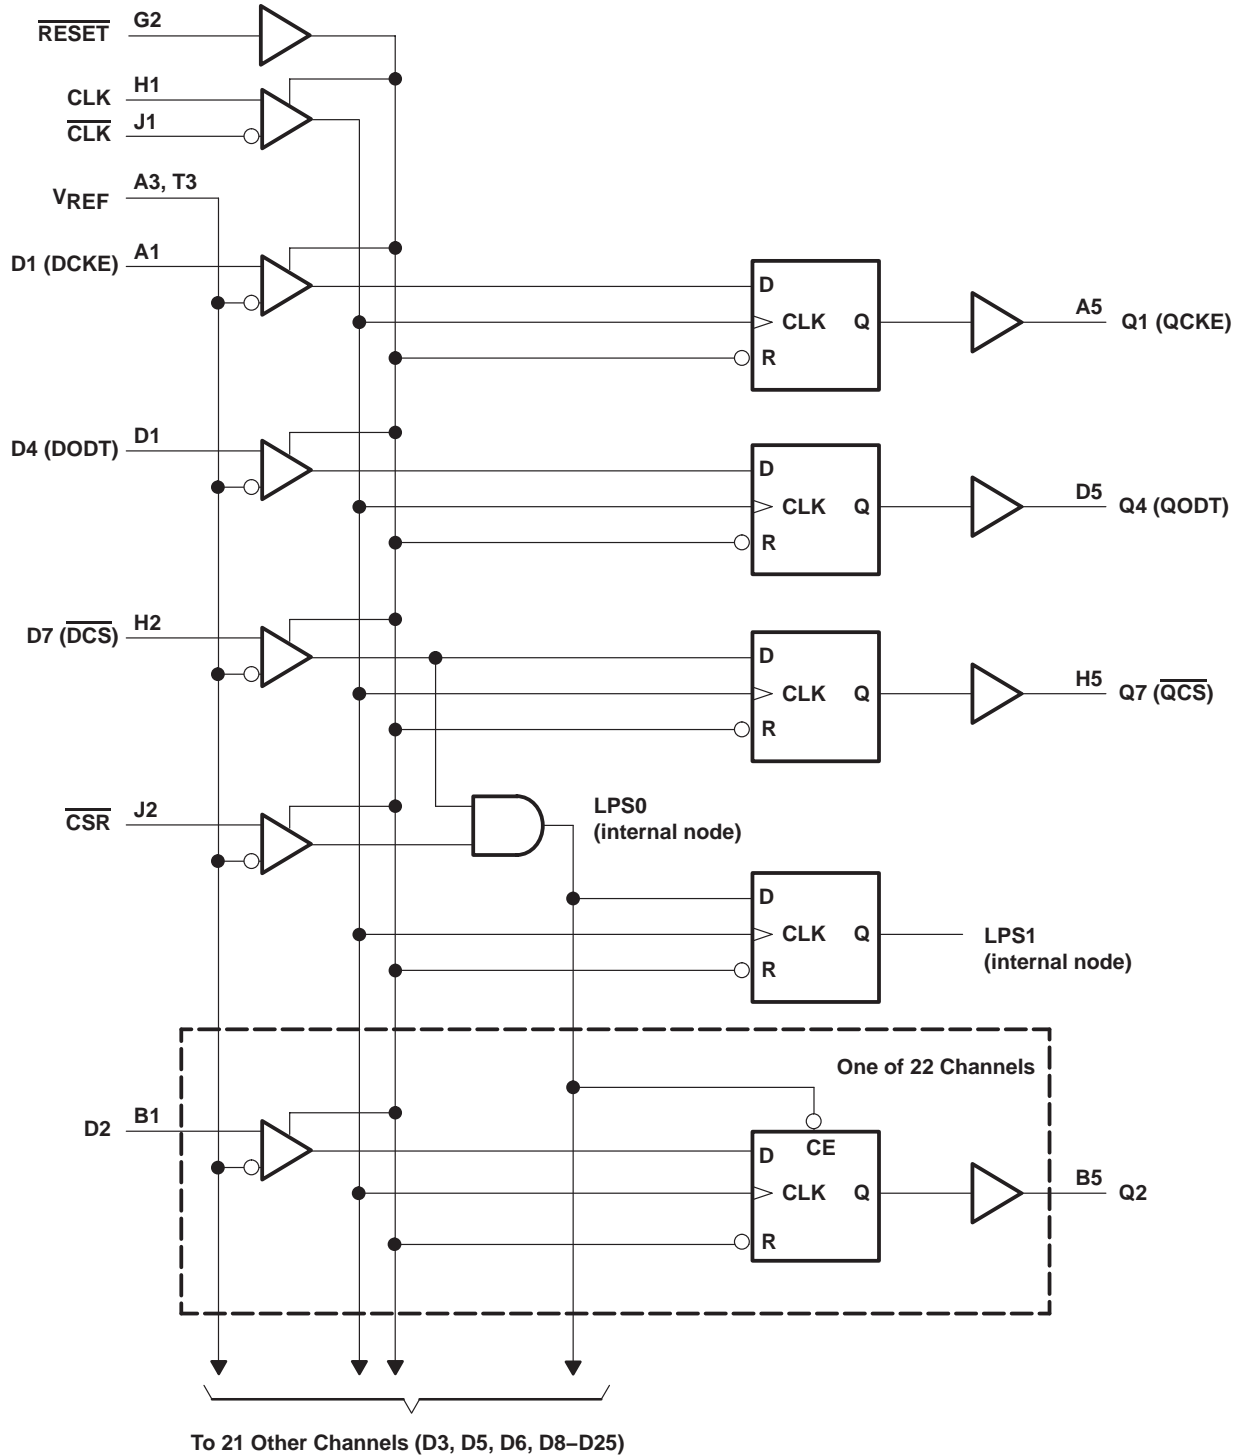 RESET G2
CLK H1
CLK J1
VREF A3, T3
D1 (DCKE) A1
D
CLK Q
R
A5 Q1 (QCKE)
D4 (DODT) D1
D
CLK Q
R
D5 Q4 (QODT)
D7 (DCS) H2
D
CLK Q
R
H5 Q7 (QCS)
CSR J2
LPS0
(internal node)
D
CLK Q
R
LPS1
(internal node)
One of 22 Channels
D2 B1
CE
D
CLK Q
R
B5 Q2
To 21 Other Channels (D3, D5, D6, D8–D25)